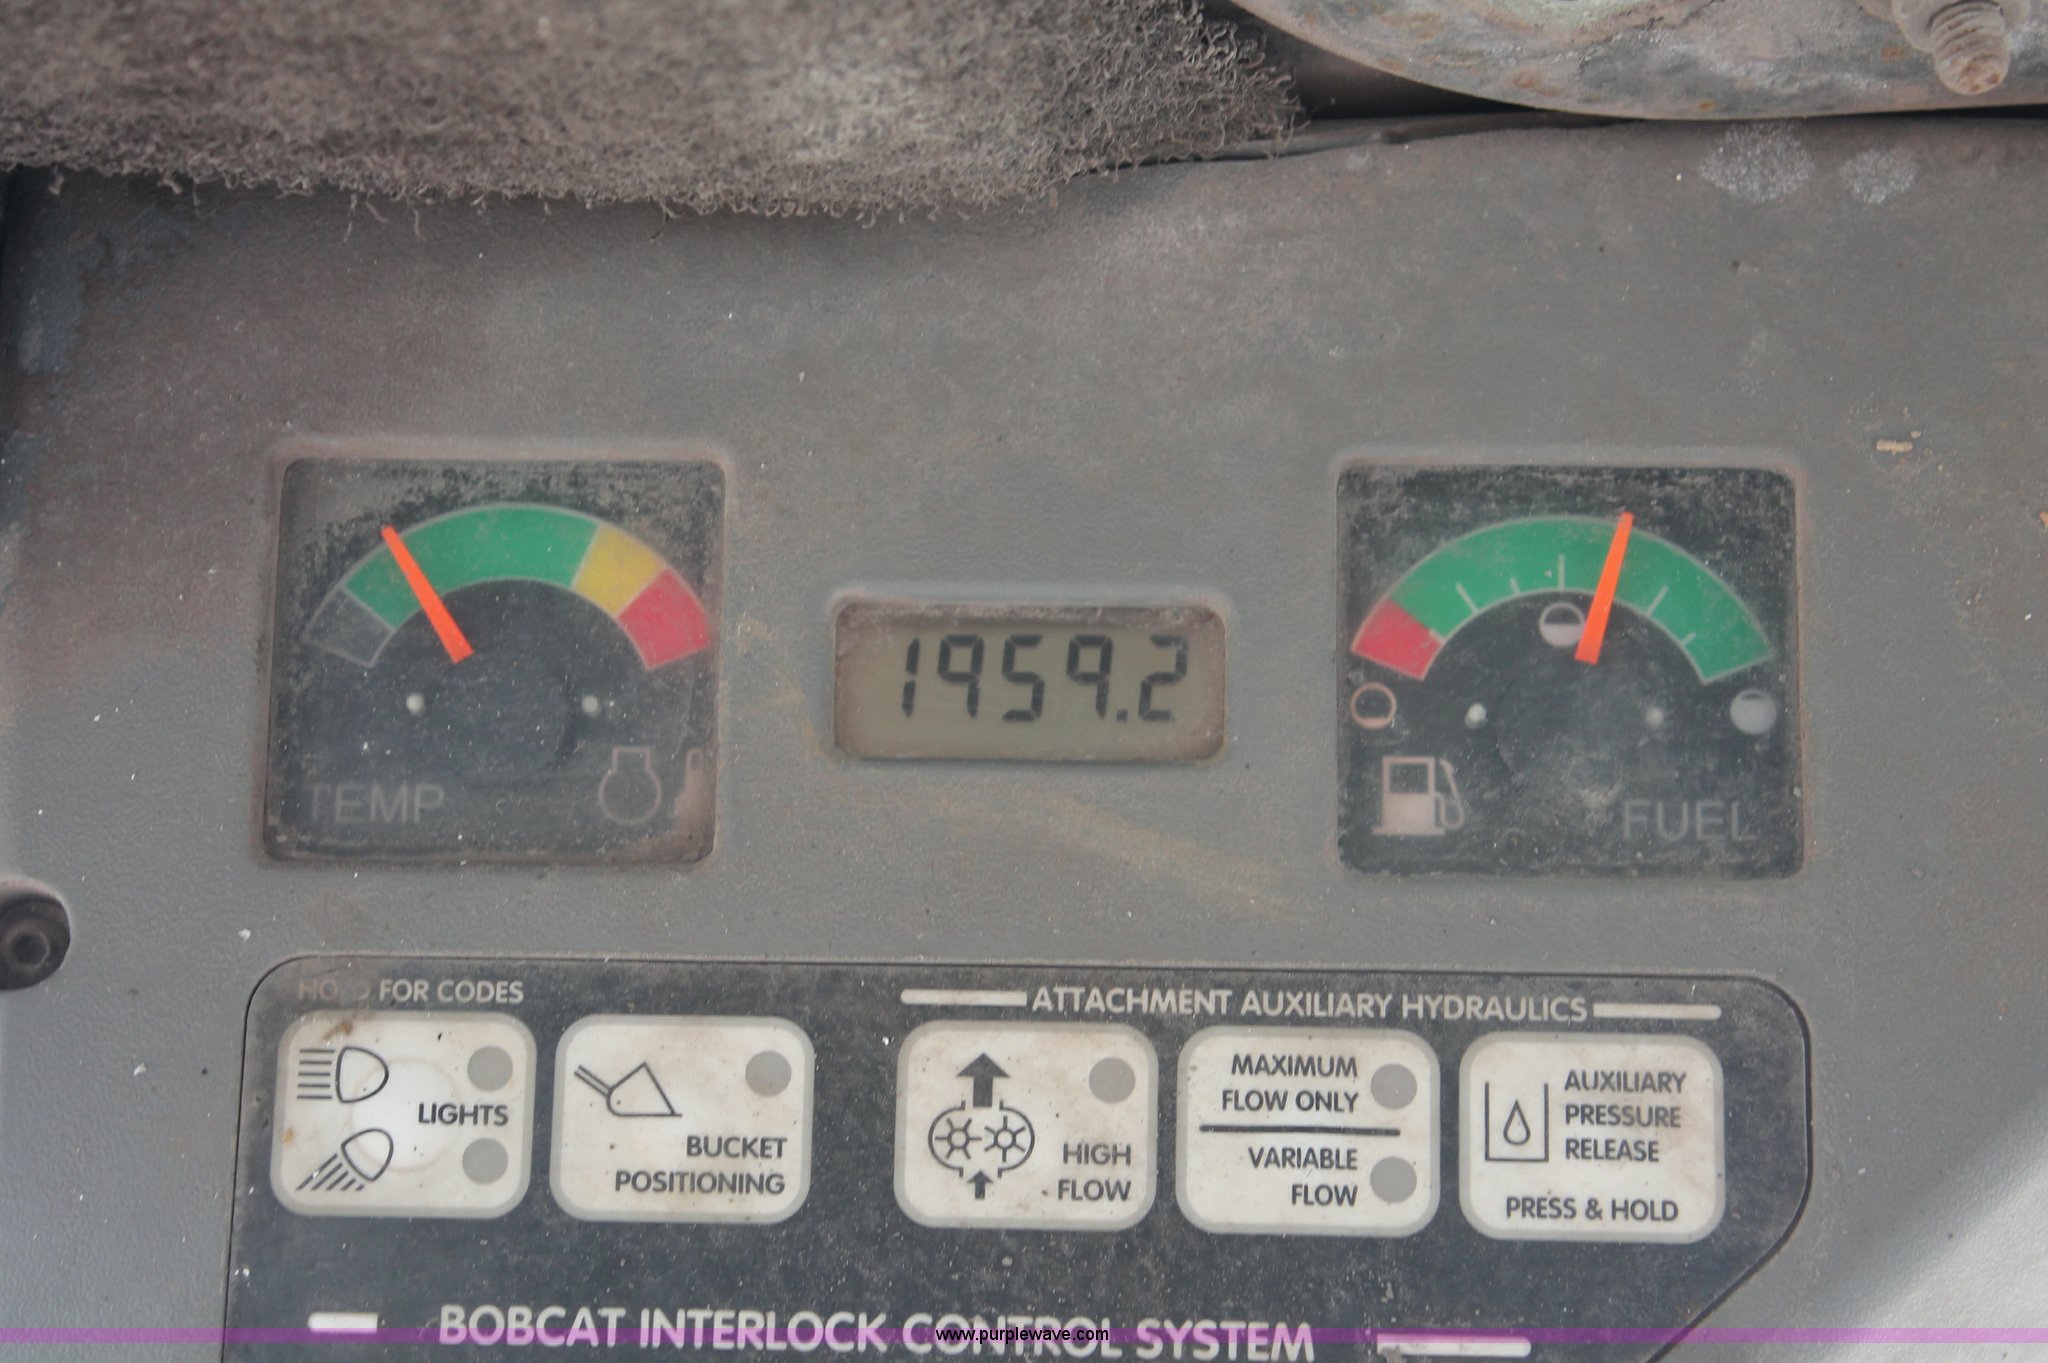 1959.2
TEMP
FUEL
FOR CODES
ATTACHMENT AUXILIARY HYDRAULICS
LIGHTS
BUCKET
POSITIONING
HIGH
FLOW
MAXIMUM
FLOW ONLY
VARIABLE
FLOW
AUXILIARY
PRESSURE
RELEASE
PRESS & HOLD
BOBCAT INTERLOCK CONTROL SYSTEM
www.purplewave.com